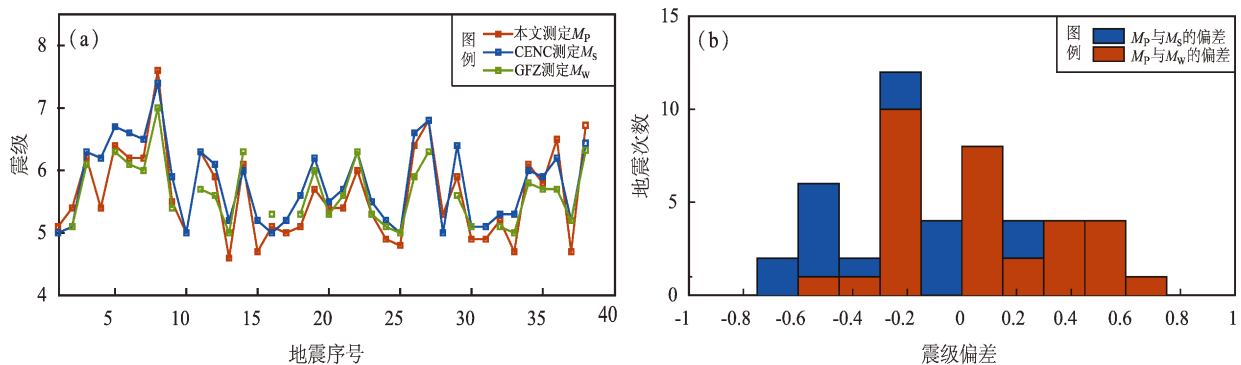 (a)
图例
本文测定MP
CENC测定MS
GFZ测定MW
震级
8
7
6
5
4
5
10
15
20
25
30
35
40
地震序号
(b)
图例
MP与MS的偏差
MP与MW的偏差
地震次数
15
10
5
0
-1
-0.8
-0.6
-0.4
-0.2
0
0.2
0.4
0.6
0.8
1
震级偏差